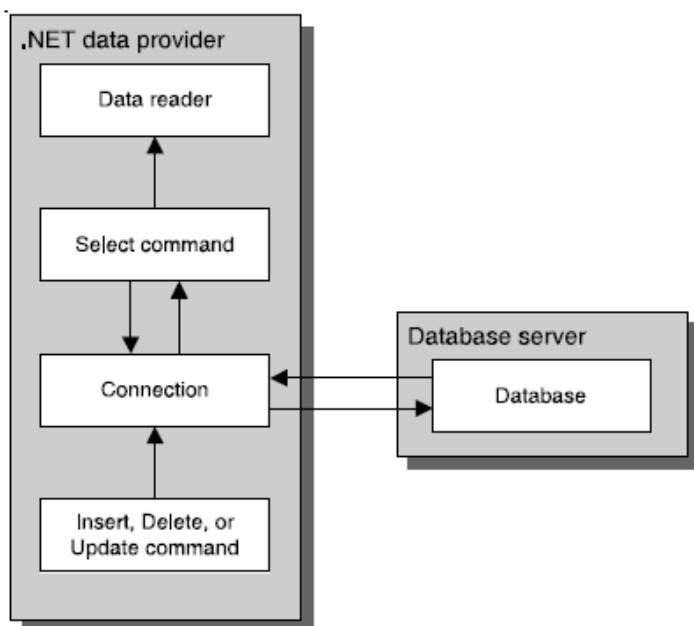 .NET data provider
Data reader
Select command
Connection
Insert, Delete, or
Update command
Database server
Database